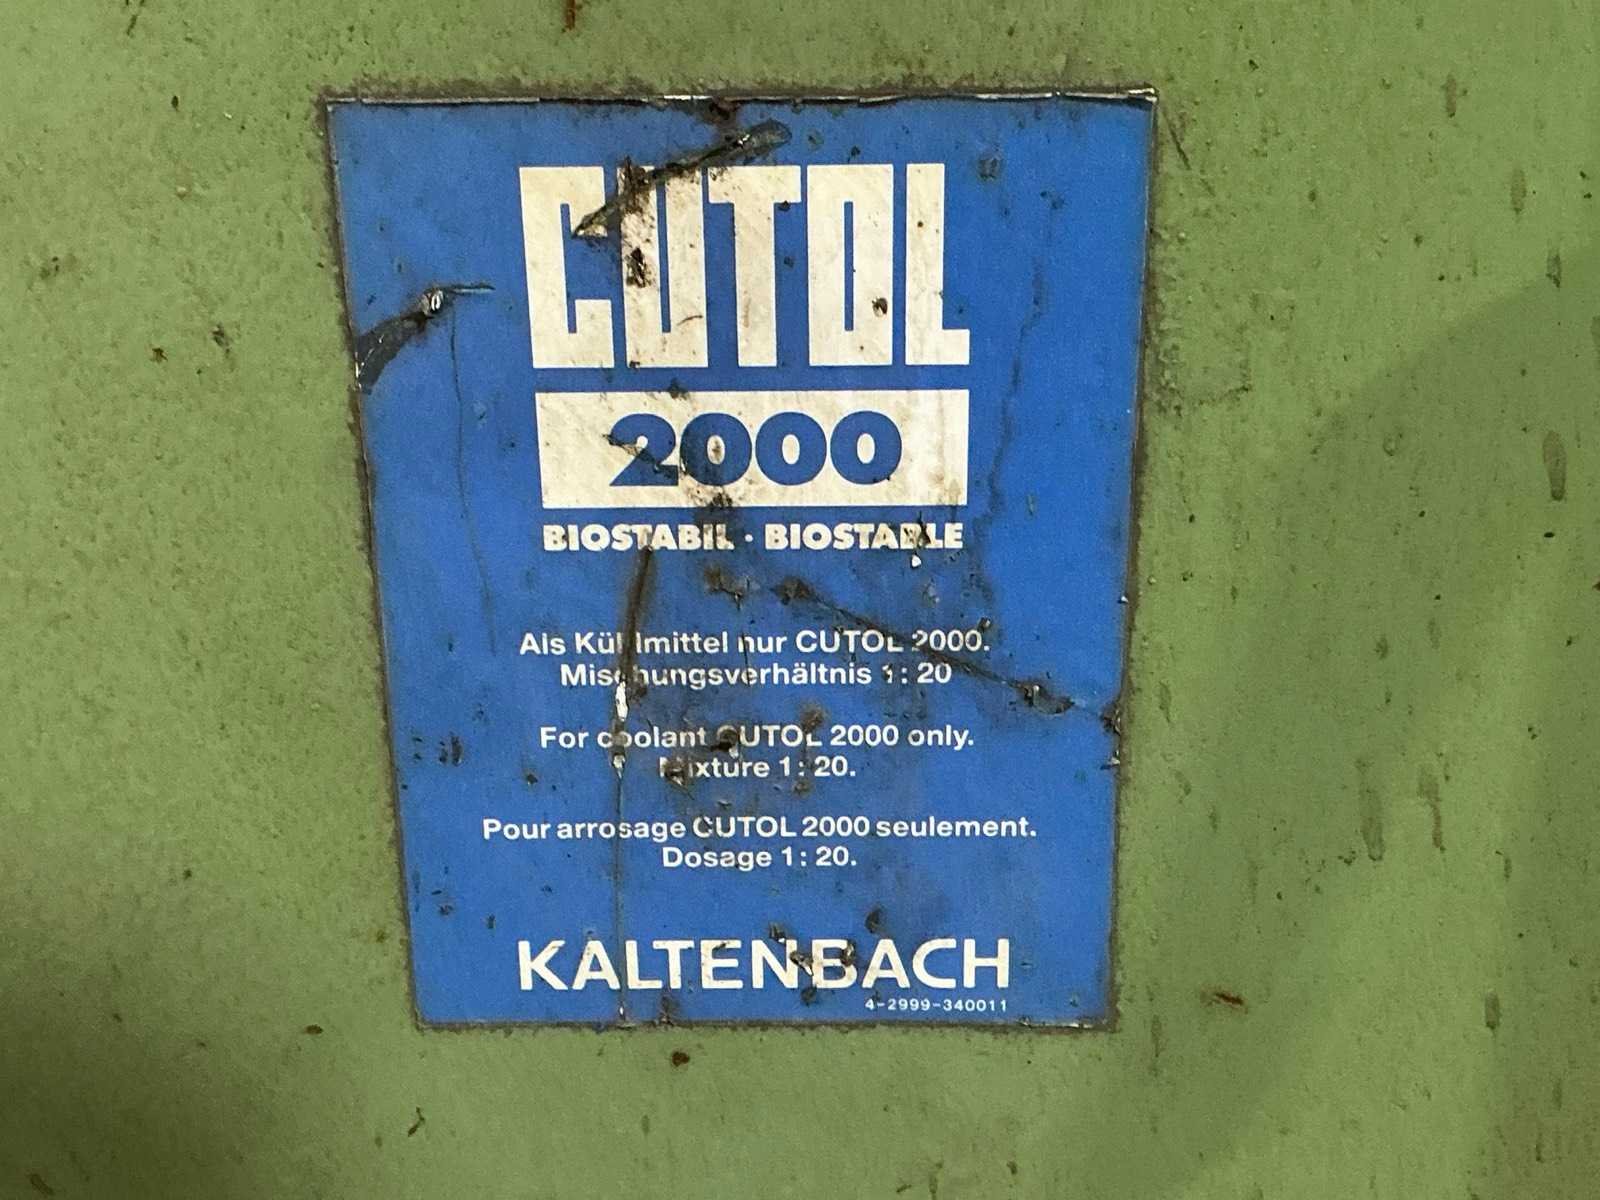 CUTOL
2000
BIOSTABIL · BIOSTABLE
Als Kühlmittel nur CUTOL 2000.
Mischungsverhältnis 1:20
For coolant CUTOL 2000 only.
Mixture 1:20.
Pour arrosage CUTOL 2000 seulement.
Dosage 1:20.
KALTENBACH
4-2999-340011